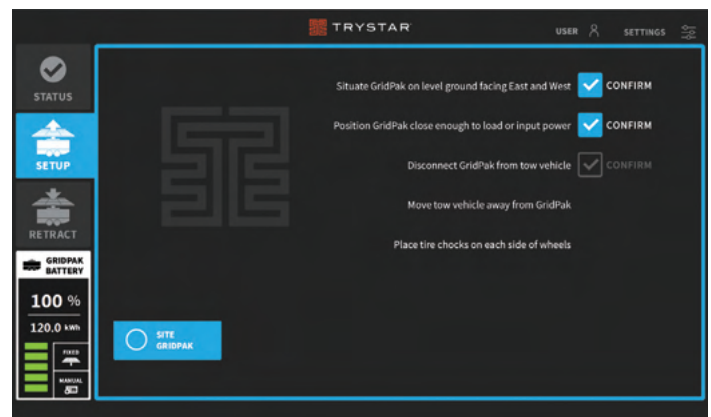 TRYSTAR
USER
SETTINGS
STATUS
SETUP
RETRACT
GRIDPAK
BATTERY
100 %
120.0 kWh
FIXED
MANUAL
Situate GridPak on level ground facing East and West
CONFIRM
Position GridPak close enough to load or input power
CONFIRM
Disconnect GridPak from tow vehicle
CONFIRM
Move tow vehicle away from GridPak
Place tire chocks on each side of wheels
SITE
GRIDPAK